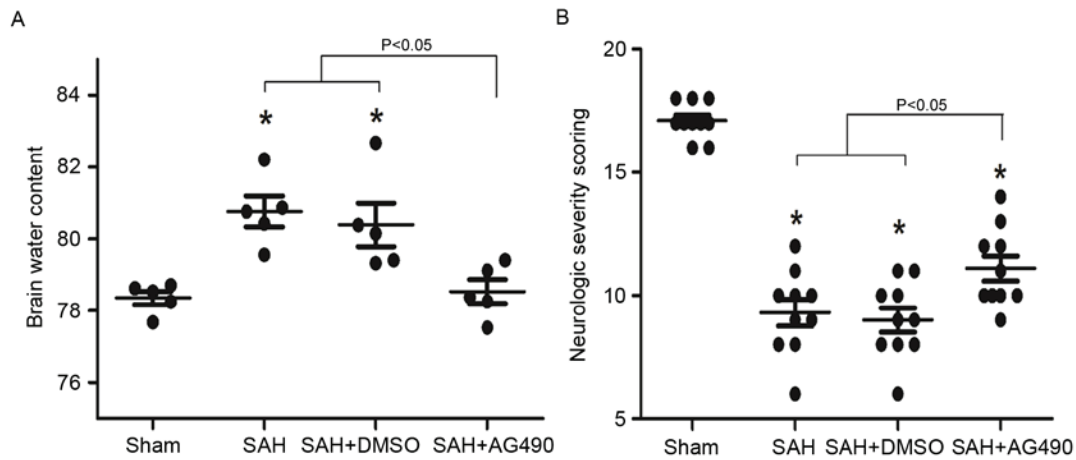 A
P<0.05
84
82
80
78
76
Brain water content
*
*
Sham
SAH
SAH+DMSO
SAH+AG490
B
20
15
10
5
Neurologic severity scoring
P<0.05
*
*
*
Sham
SAH
SAH+DMSO
SAH+AG490